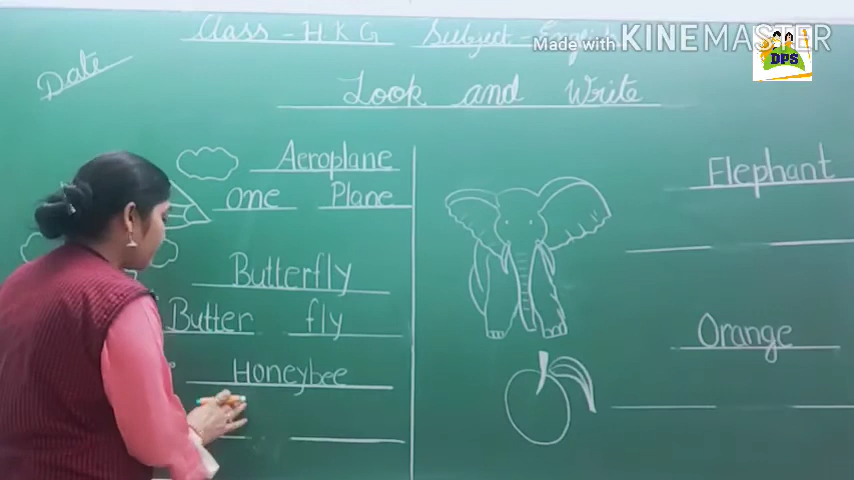 Class - H K G Subject - English
Made with KINEMASTER
DPS
Date
Look and Write
Aeroplane
one Plane
Butterfly
Butter fly
Honeybee
Elephant
Orange